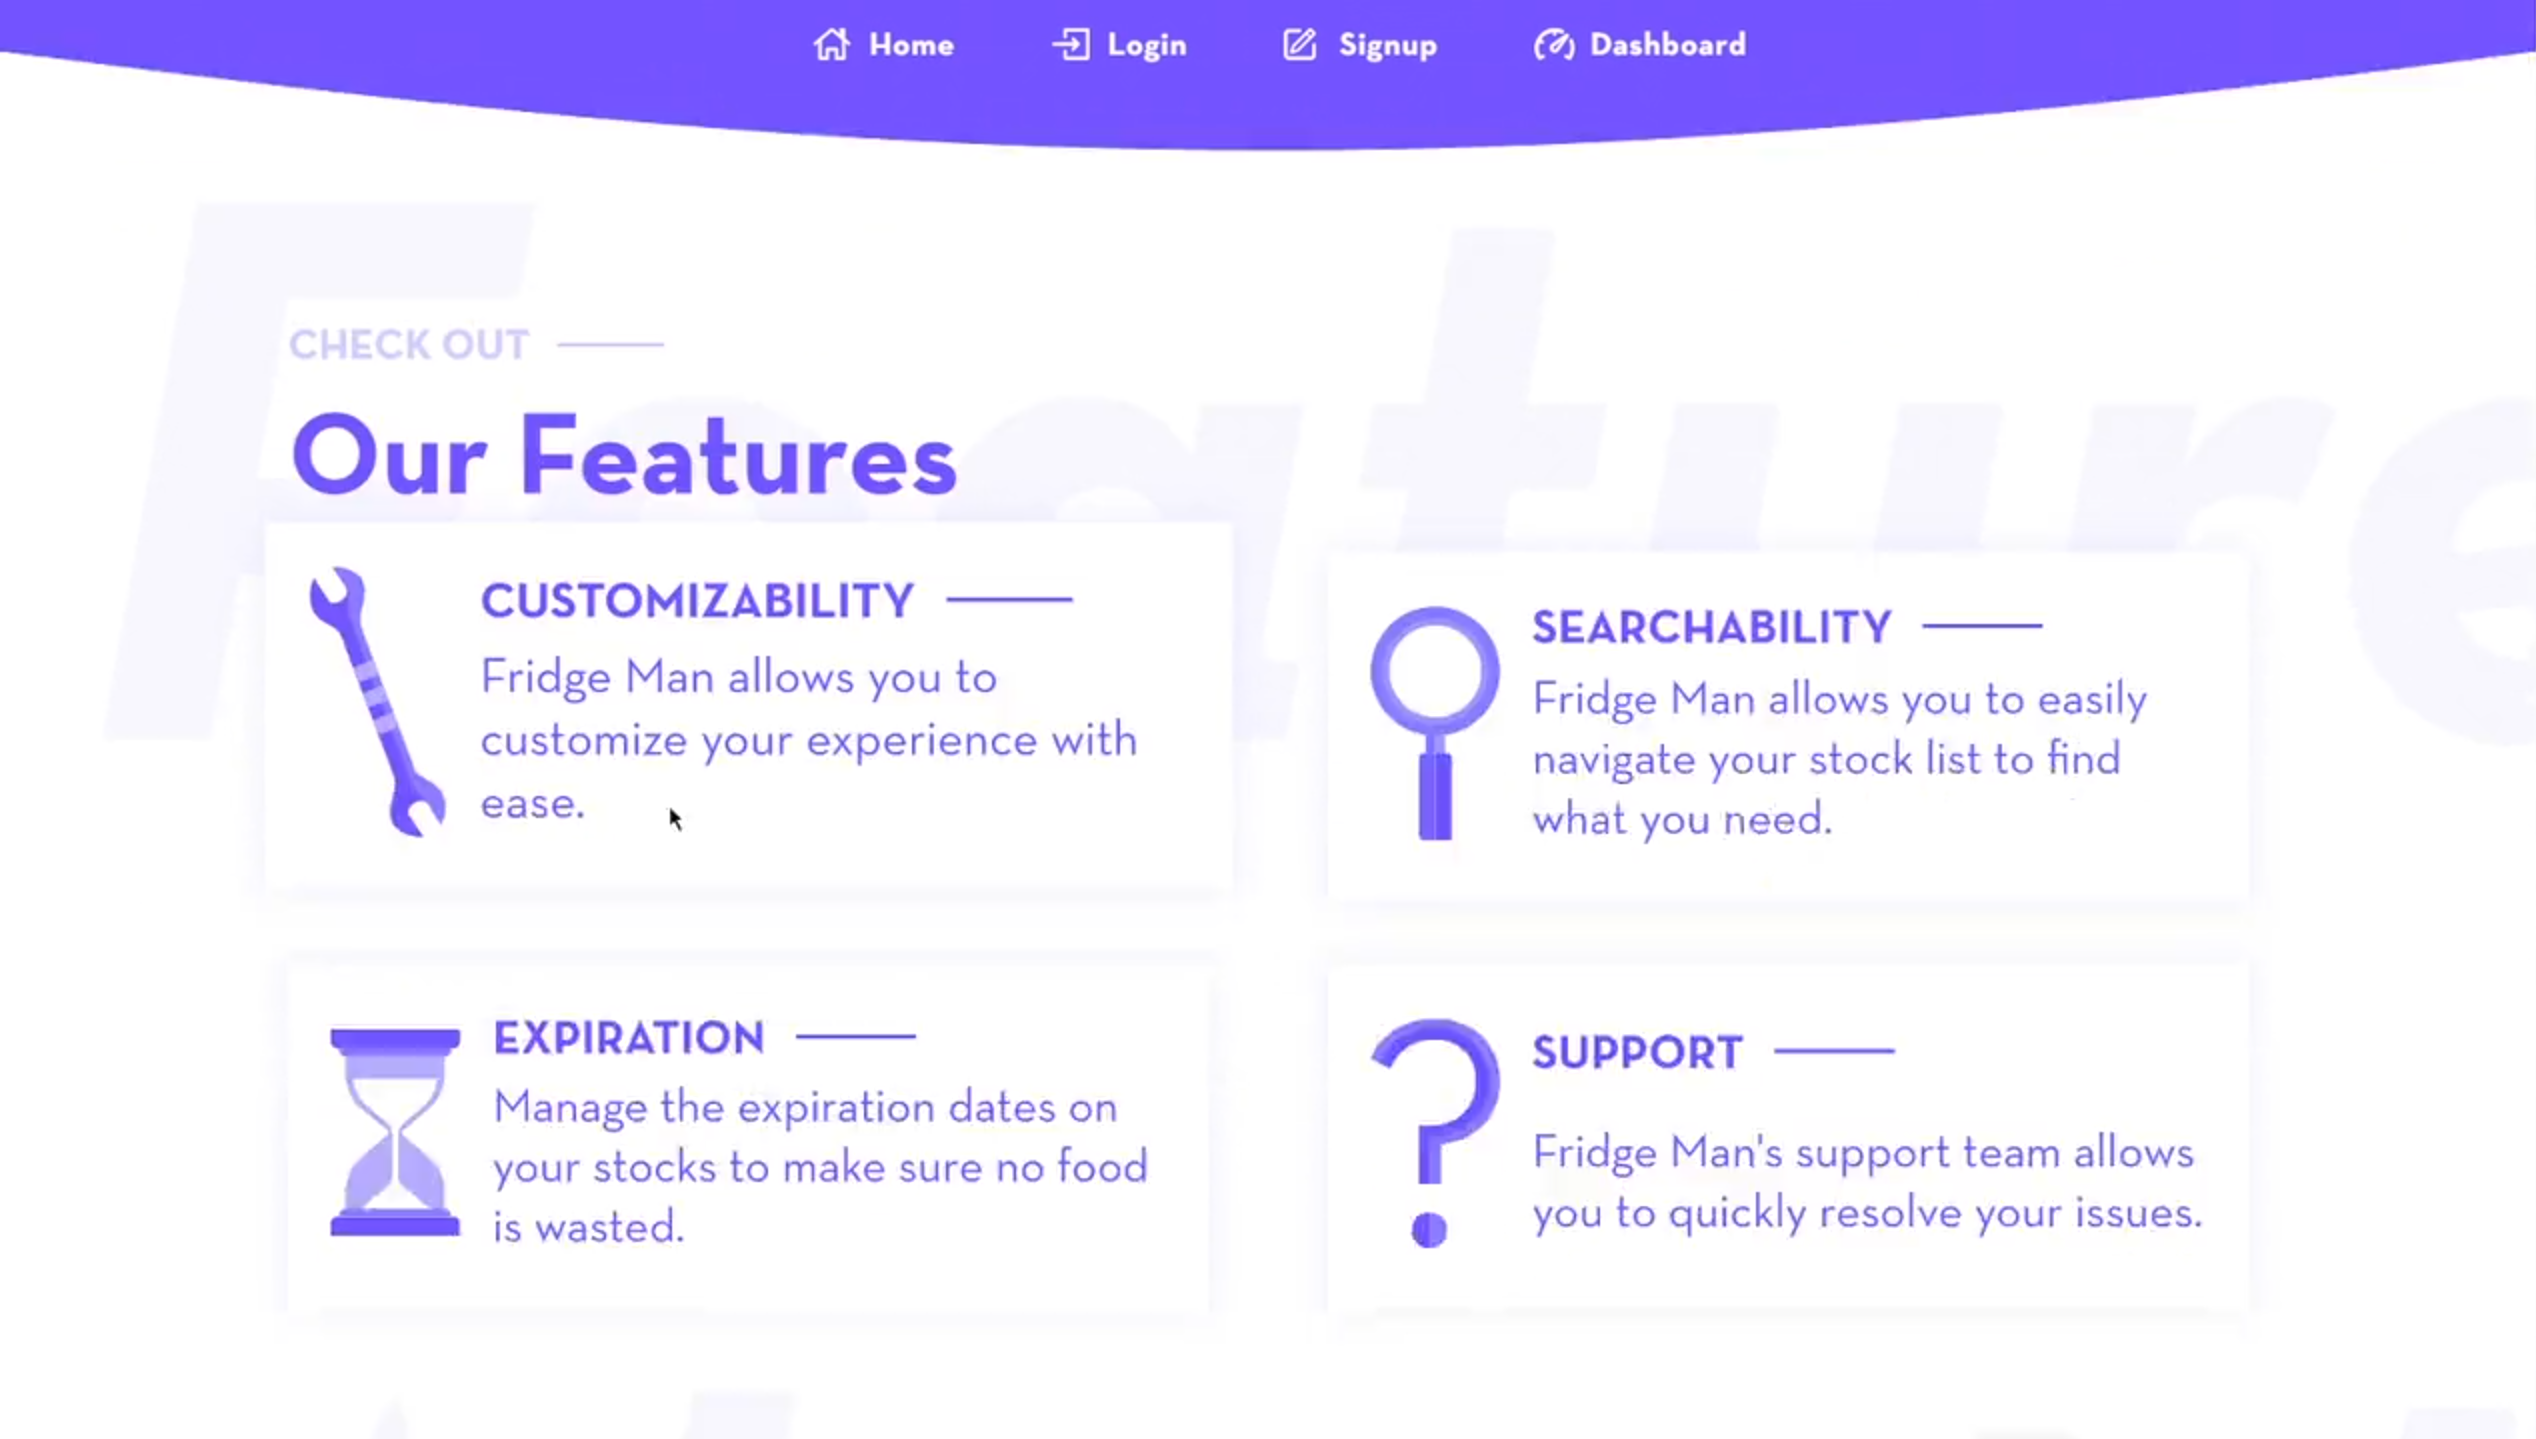 Home Login Signup Dashboard
CHECK OUT
Our Features
CUSTOMIZABILITY
Fridge Man allows you to
customize your experience with
ease.
SEARCHABILITY
Fridge Man allows you to easily
navigate your stock list to find
what you need.
EXPIRATION
Manage the expiration dates on
your stocks to make sure no food
is wasted.
SUPPORT
Fridge Man's support team allows
you to quickly resolve your issues.